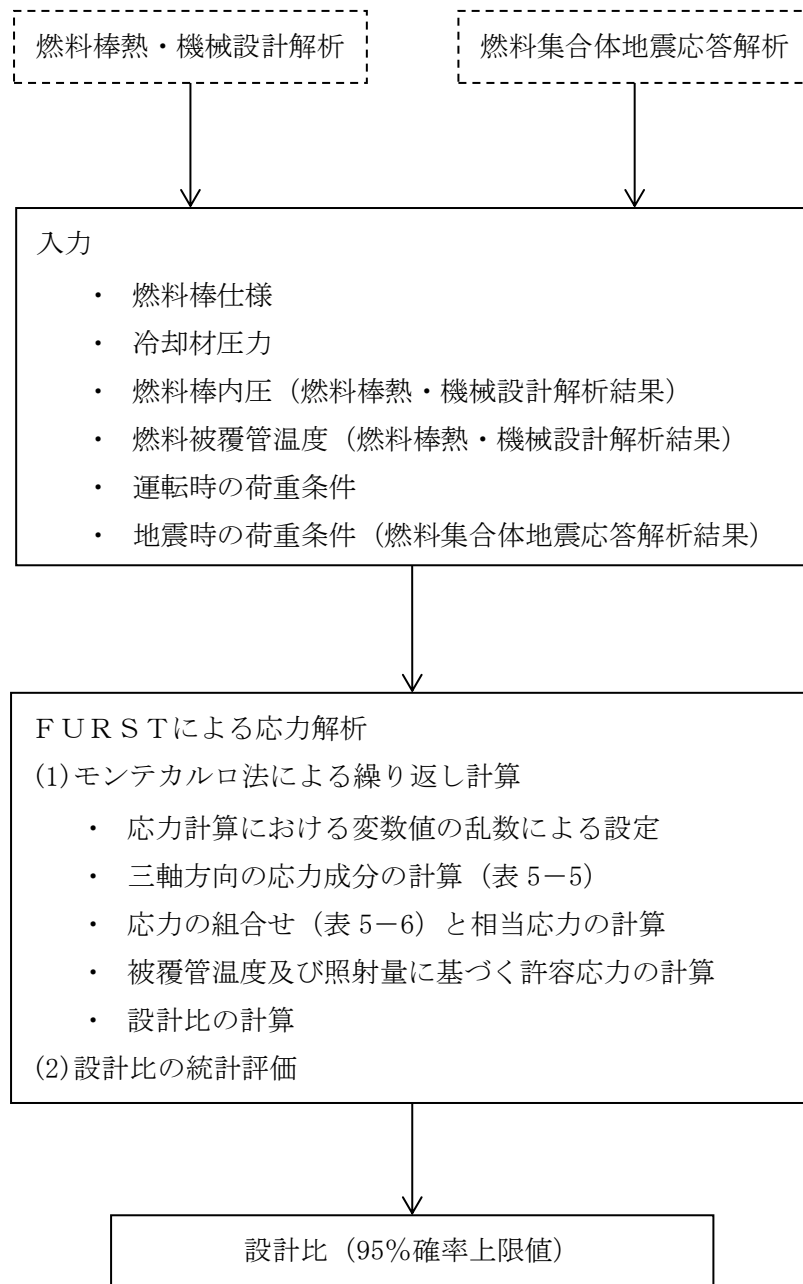 燃料棒熱・機械設計解析
燃料集合体地震応答解析
入力
・ 燃料棒仕様
・ 冷却材圧力
・ 燃料棒内圧（燃料棒熱・機械設計解析結果）
・ 燃料被覆管温度（燃料棒熱・機械設計解析結果）
・ 運転時の荷重条件
・ 地震時の荷重条件（燃料集合体地震応答解析結果）
ＦＵＲＳＴによる応力解析
(1)モンテカルロ法による繰り返し計算
・ 応力計算における変数値の乱数による設定
・ 三軸方向の応力成分の計算（表 5－5）
・ 応力の組合せ（表 5－6）と相当応力の計算
・ 被覆管温度及び照射量に基づく許容応力の計算
・ 設計比の計算
(2)設計比の統計評価
設計比（95％確率上限値）